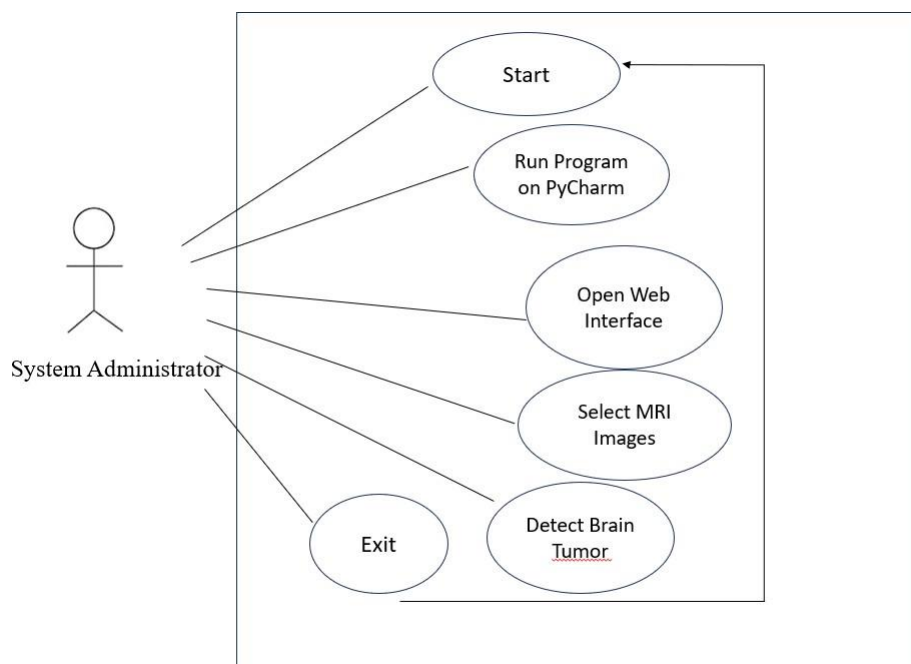 Start
Run Program
on PyCharm
Open Web
Interface
System Administrator
Select MRI
Images
Exit
Detect Brain
Tumor